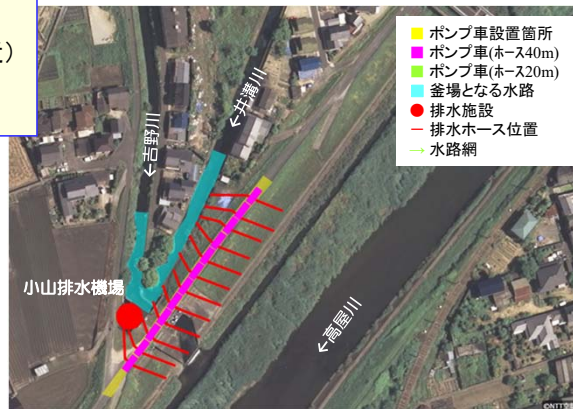 )
ポンプ車設置箇所
ポンプ車(ホース40m)
ポンプ車(ホース20m)
釜場となる水路
排水施設
排水ホース位置
水路網
←吉野川
←井溝川
小山排水機場
←高屋川